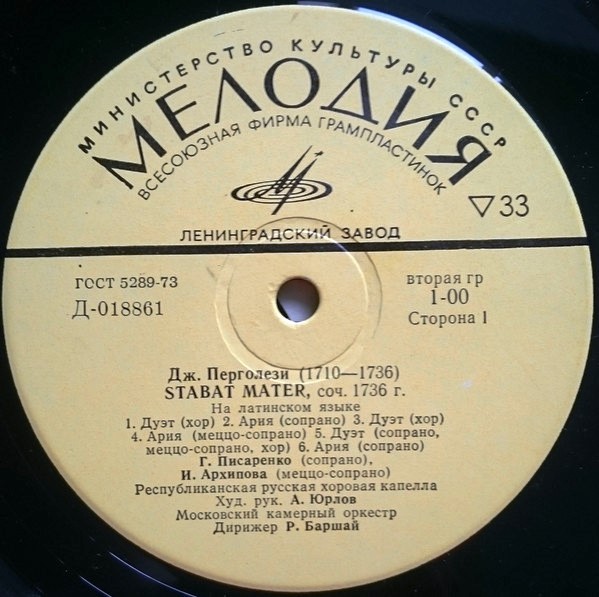 МИНИСТЕРСТВО КУЛЬТУРЫ СССР
МЕЛОДИЯ
ВСЕСОЮЗНАЯ ФИРМА ГРАМПЛАСТИНОК
▽33
ЛЕНИНГРАДСКИЙ ЗАВОД
ГОСТ 5289-73
Д-018861
вторая гр
1-00
Сторона 1
Дж. Перголези (1710—1736)
STABAT MATER, соч. 1736 г.
На латинском языке
1. Дуэт (хор) 2. Ария (сопрано) 3. Дуэт (хор)
4. Ария (меццо-сопрано) 5. Дуэт (сопрано,
меццо-сопрано, хор) 6. Ария (сопрано)
Г. Писаренко (сопрано),
И. Архипова (меццо-сопрано)
Республиканская русская хоровая капелла
Худ. рук. А. Юрлов
Московский камерный оркестр
Дирижер Р. Баршай